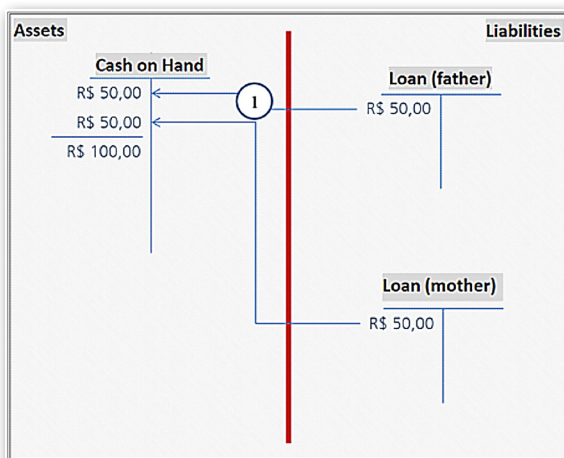 Assets
Liabilities
Cash on Hand
Loan (father)
R$ 50,00
1
R$ 50,00
R$ 50,00
R$ 100,00
Loan (mother)
R$ 50,00